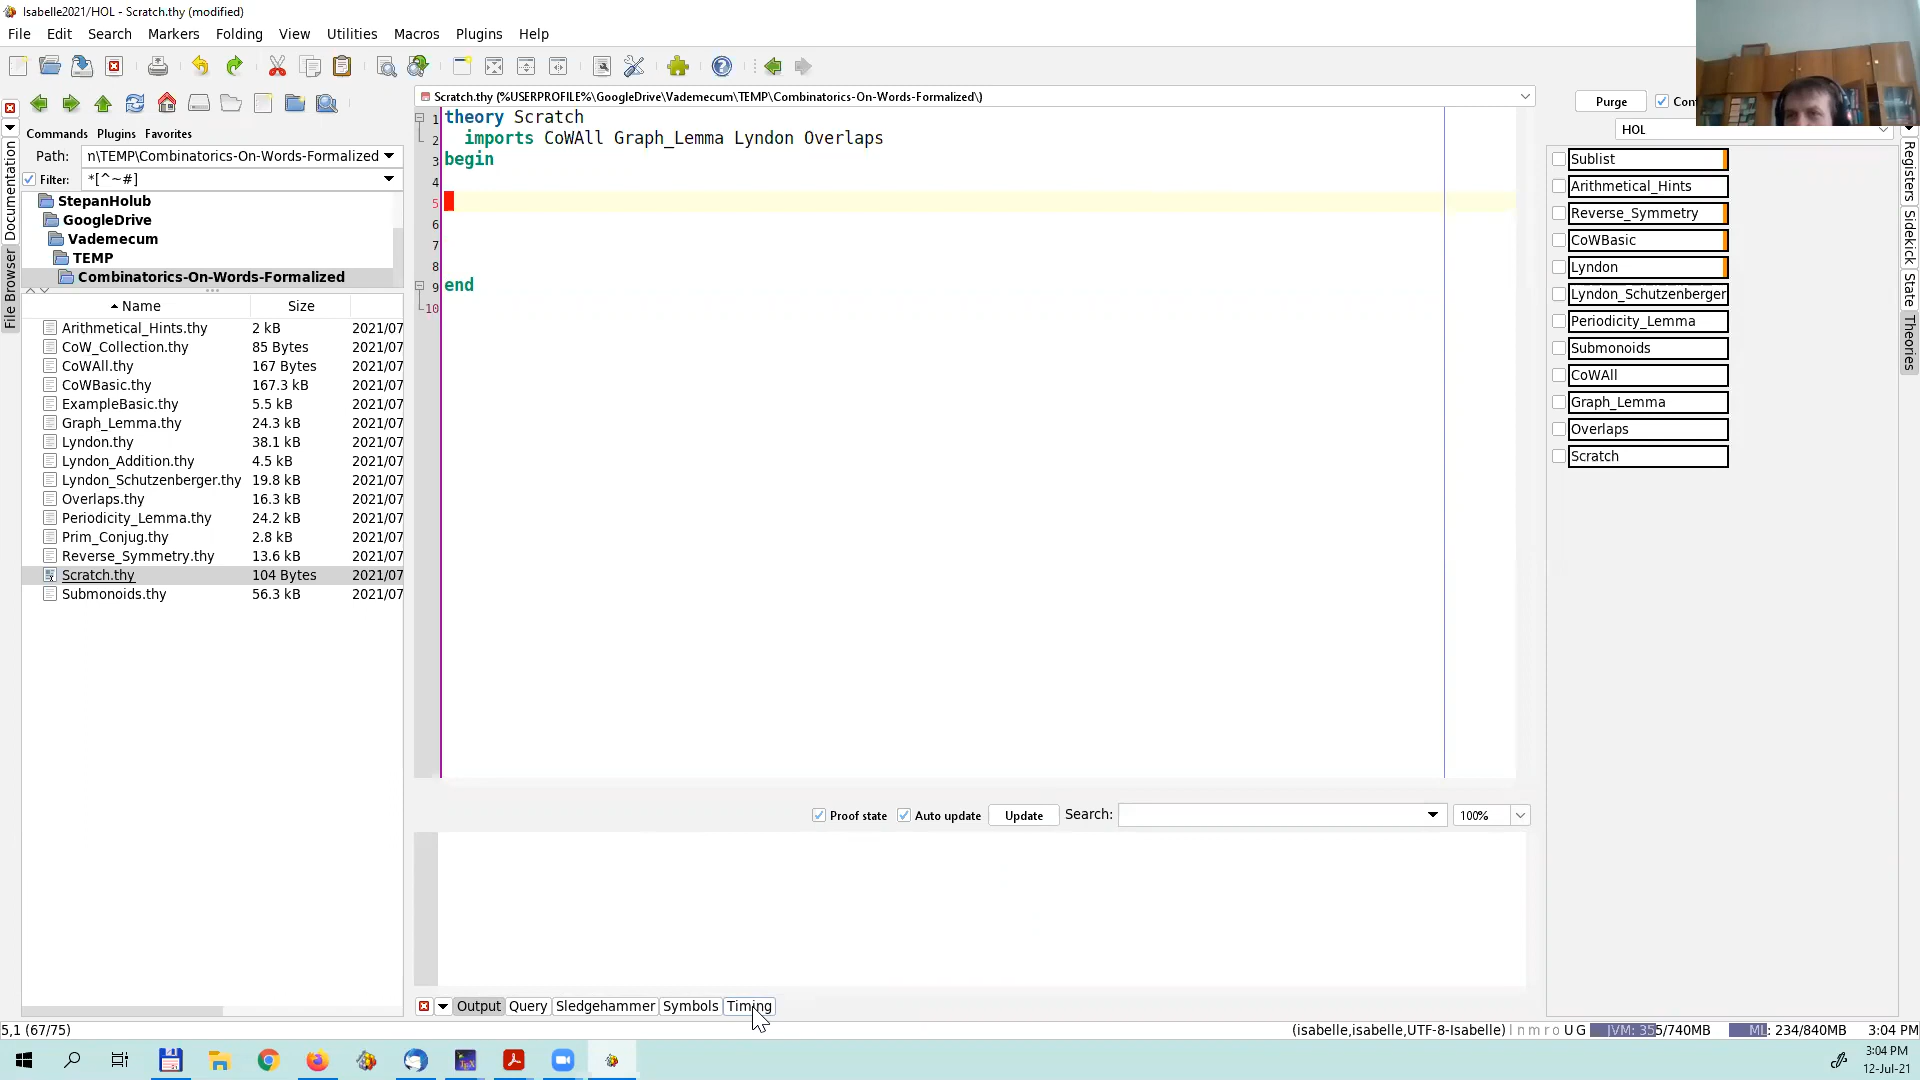 Isabelle2021/HOL - Scratch.thy (modified)
File Edit Search Markers Folding View Utilities Macros Plugins Help
Scratch.thy (%USERPROFILE%\GoogleDrive\Vademecum\TEMP\Combinatorics-On-Words-Formalized\)
Purge
HOL
Commands Plugins Favorites
Path: n\TEMP\Combinatorics-On-Words-Formalized
Filter: *[^~#]
StepanHolub
GoogleDrive
Vademecum
TEMP
Combinatorics-On-Words-Formalized
Name Size
Arithmetical_Hints.thy 2 kB 2021/07
CoW_Collection.thy 85 Bytes 2021/07
CoWAll.thy 167 Bytes 2021/07
CoWBasic.thy 167.3 kB 2021/07
ExampleBasic.thy 5.5 kB 2021/07
Graph_Lemma.thy 24.3 kB 2021/07
Lyndon.thy 38.1 kB 2021/07
Lyndon_Addition.thy 4.5 kB 2021/07
Lyndon_Schutzenberger.thy 19.8 kB 2021/07
Overlaps.thy 16.3 kB 2021/07
Periodicity_Lemma.thy 24.2 kB 2021/07
Prim_Conjug.thy 2.8 kB 2021/07
Reverse_Symmetry.thy 13.6 kB 2021/07
Scratch.thy 104 Bytes 2021/07
Submonoids.thy 56.3 kB 2021/07
Documentation
File Browser
1 theory Scratch
2 imports CoWAll Graph_Lemma Lyndon Overlaps
3 begin
4
5
6
7
8
9 end
10
Sublist
Arithmetical_Hints
Reverse_Symmetry
CoWBasic
Lyndon
Lyndon_Schutzenberger
Periodicity_Lemma
Submonoids
CoWAll
Graph_Lemma
Overlaps
Scratch
Registers
Sidekick
State
Theories
Proof state Auto update Update Search: 100%
Output Query Sledgehammer Symbols Timing
5,1 (67/75) (isabelle,isabelle,UTF-8-Isabelle) l n m r o U G JVM: 355/740MB ML: 234/840MB 3:04 PM
3:04 PM
12-Jul-21